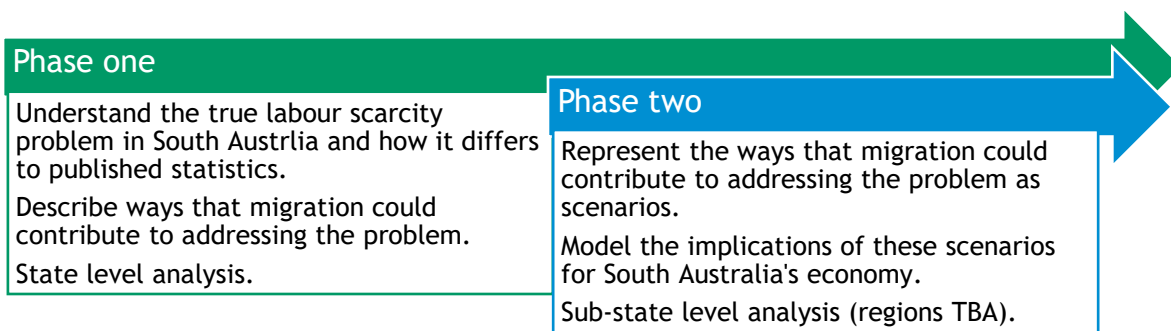 Phase one
Understand the true labour scarcity
problem in South Austrlia and how it differs
to published statistics.
Describe ways that migration could
contribute to addressing the problem.
State level analysis.
Phase two
Represent the ways that migration could
contribute to addressing the problem as
scenarios.
Model the implications of these scenarios
for South Australia's economy.
Sub-state level analysis (regions TBA).